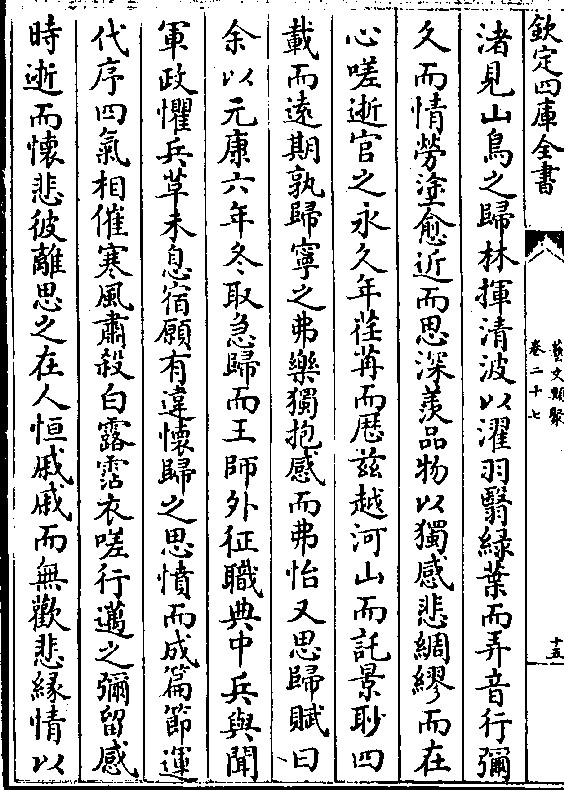 欽定四庫全書
藝文類聚
卷二十七
十五
渚見山鳥之歸林揮清波以濯羽翳緑葉而弄音行彌
久而情勞塗愈近而思深羨品物以獨感悲綢繆而在
心嗟逝官之永久年荏苒而歴兹越河山而託景眇四
載而逺期孰歸寧之弗樂獨抱感而弗怡又思歸賦曰
余以元康六年冬取急歸而王師外征職典中兵與聞
軍政懼兵革未息宿願有違懐歸之思憤而成篇節運
代序四氣相催寒風肅殺白露霑衣嗟行邁之彌留感
時逝而懐悲彼離思之在人恒戚戚而無歡悲緣情以